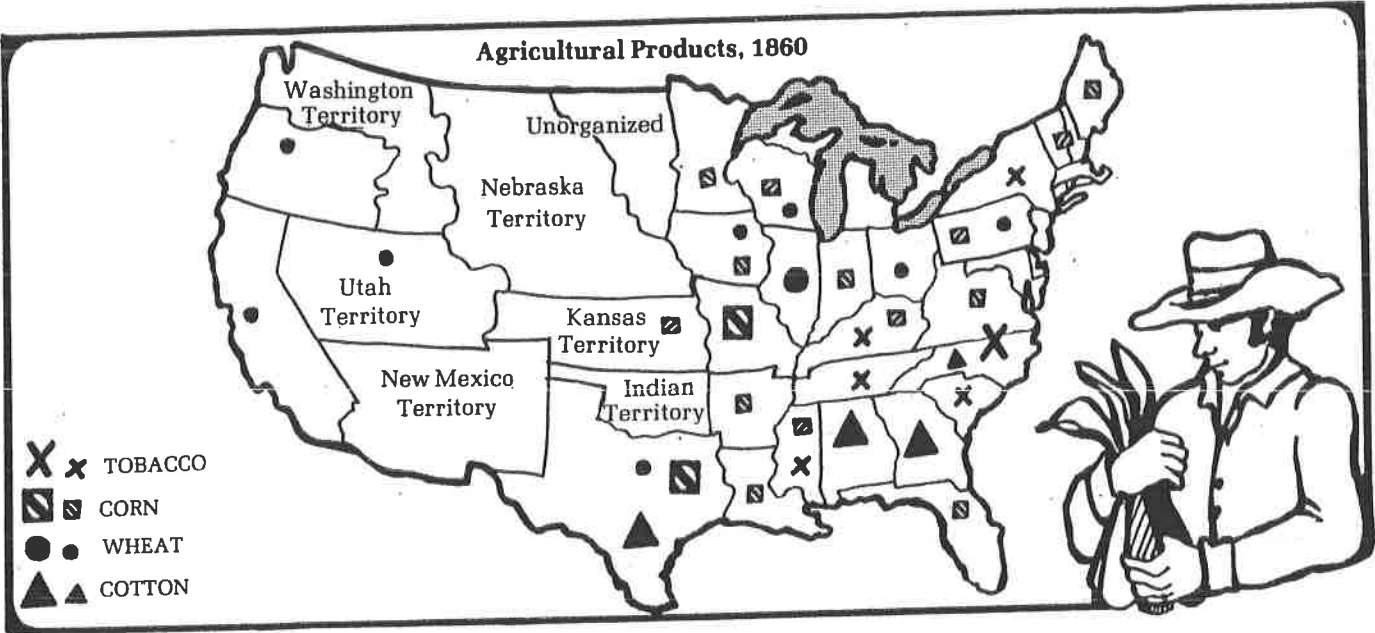 Agricultural Products, 1860
Washington
Territory
Unorganized
Nebraska
Territory
Utah
Territory
Kansas
Territory
New Mexico
Territory
Indian
Territory
TOBACCO
CORN
WHEAT
COTTON